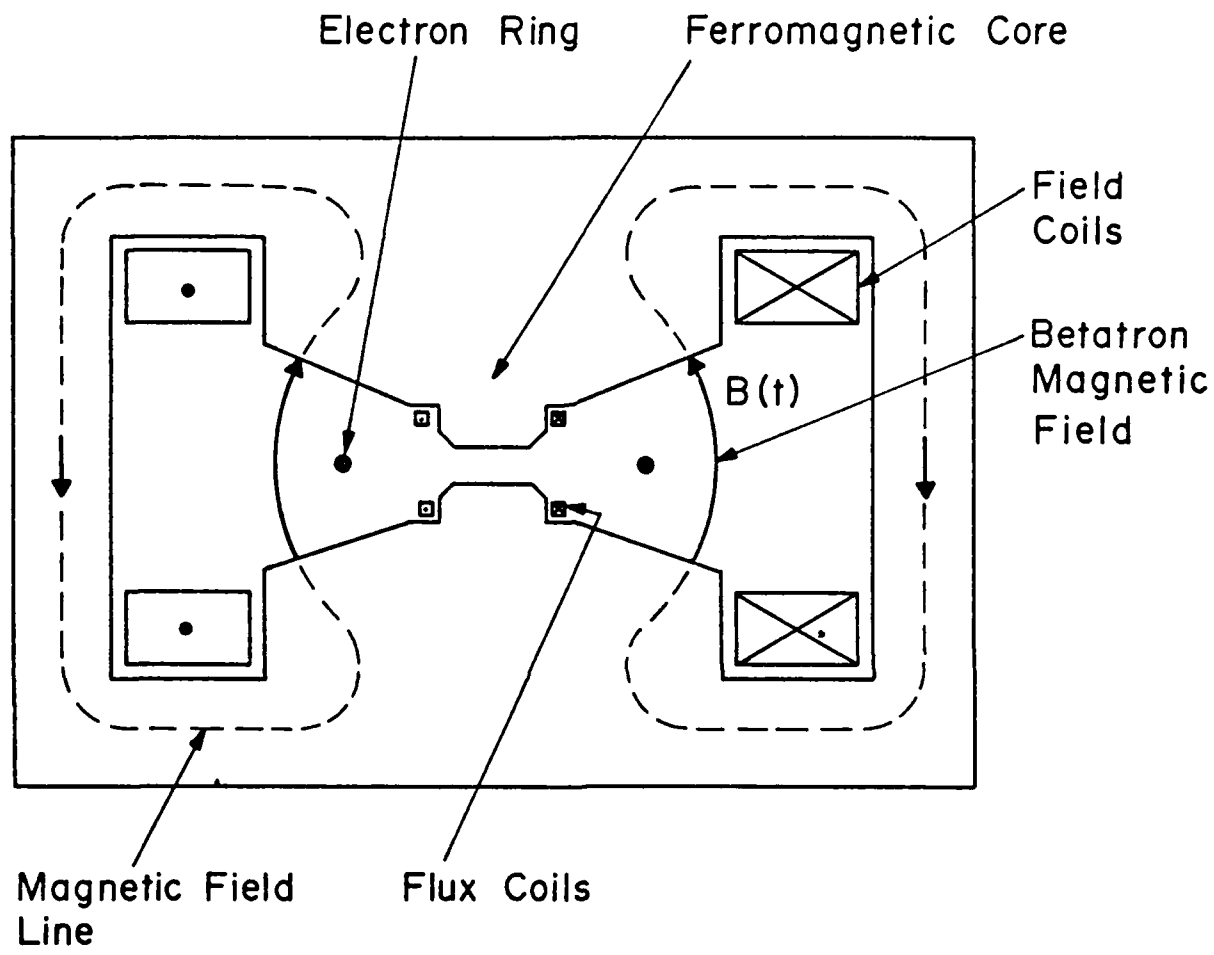 Electron Ring
Ferromagnetic Core
Field
Coils
Betatron
Magnetic
Field
B(t)
Magnetic Field
Line
Flux Coils